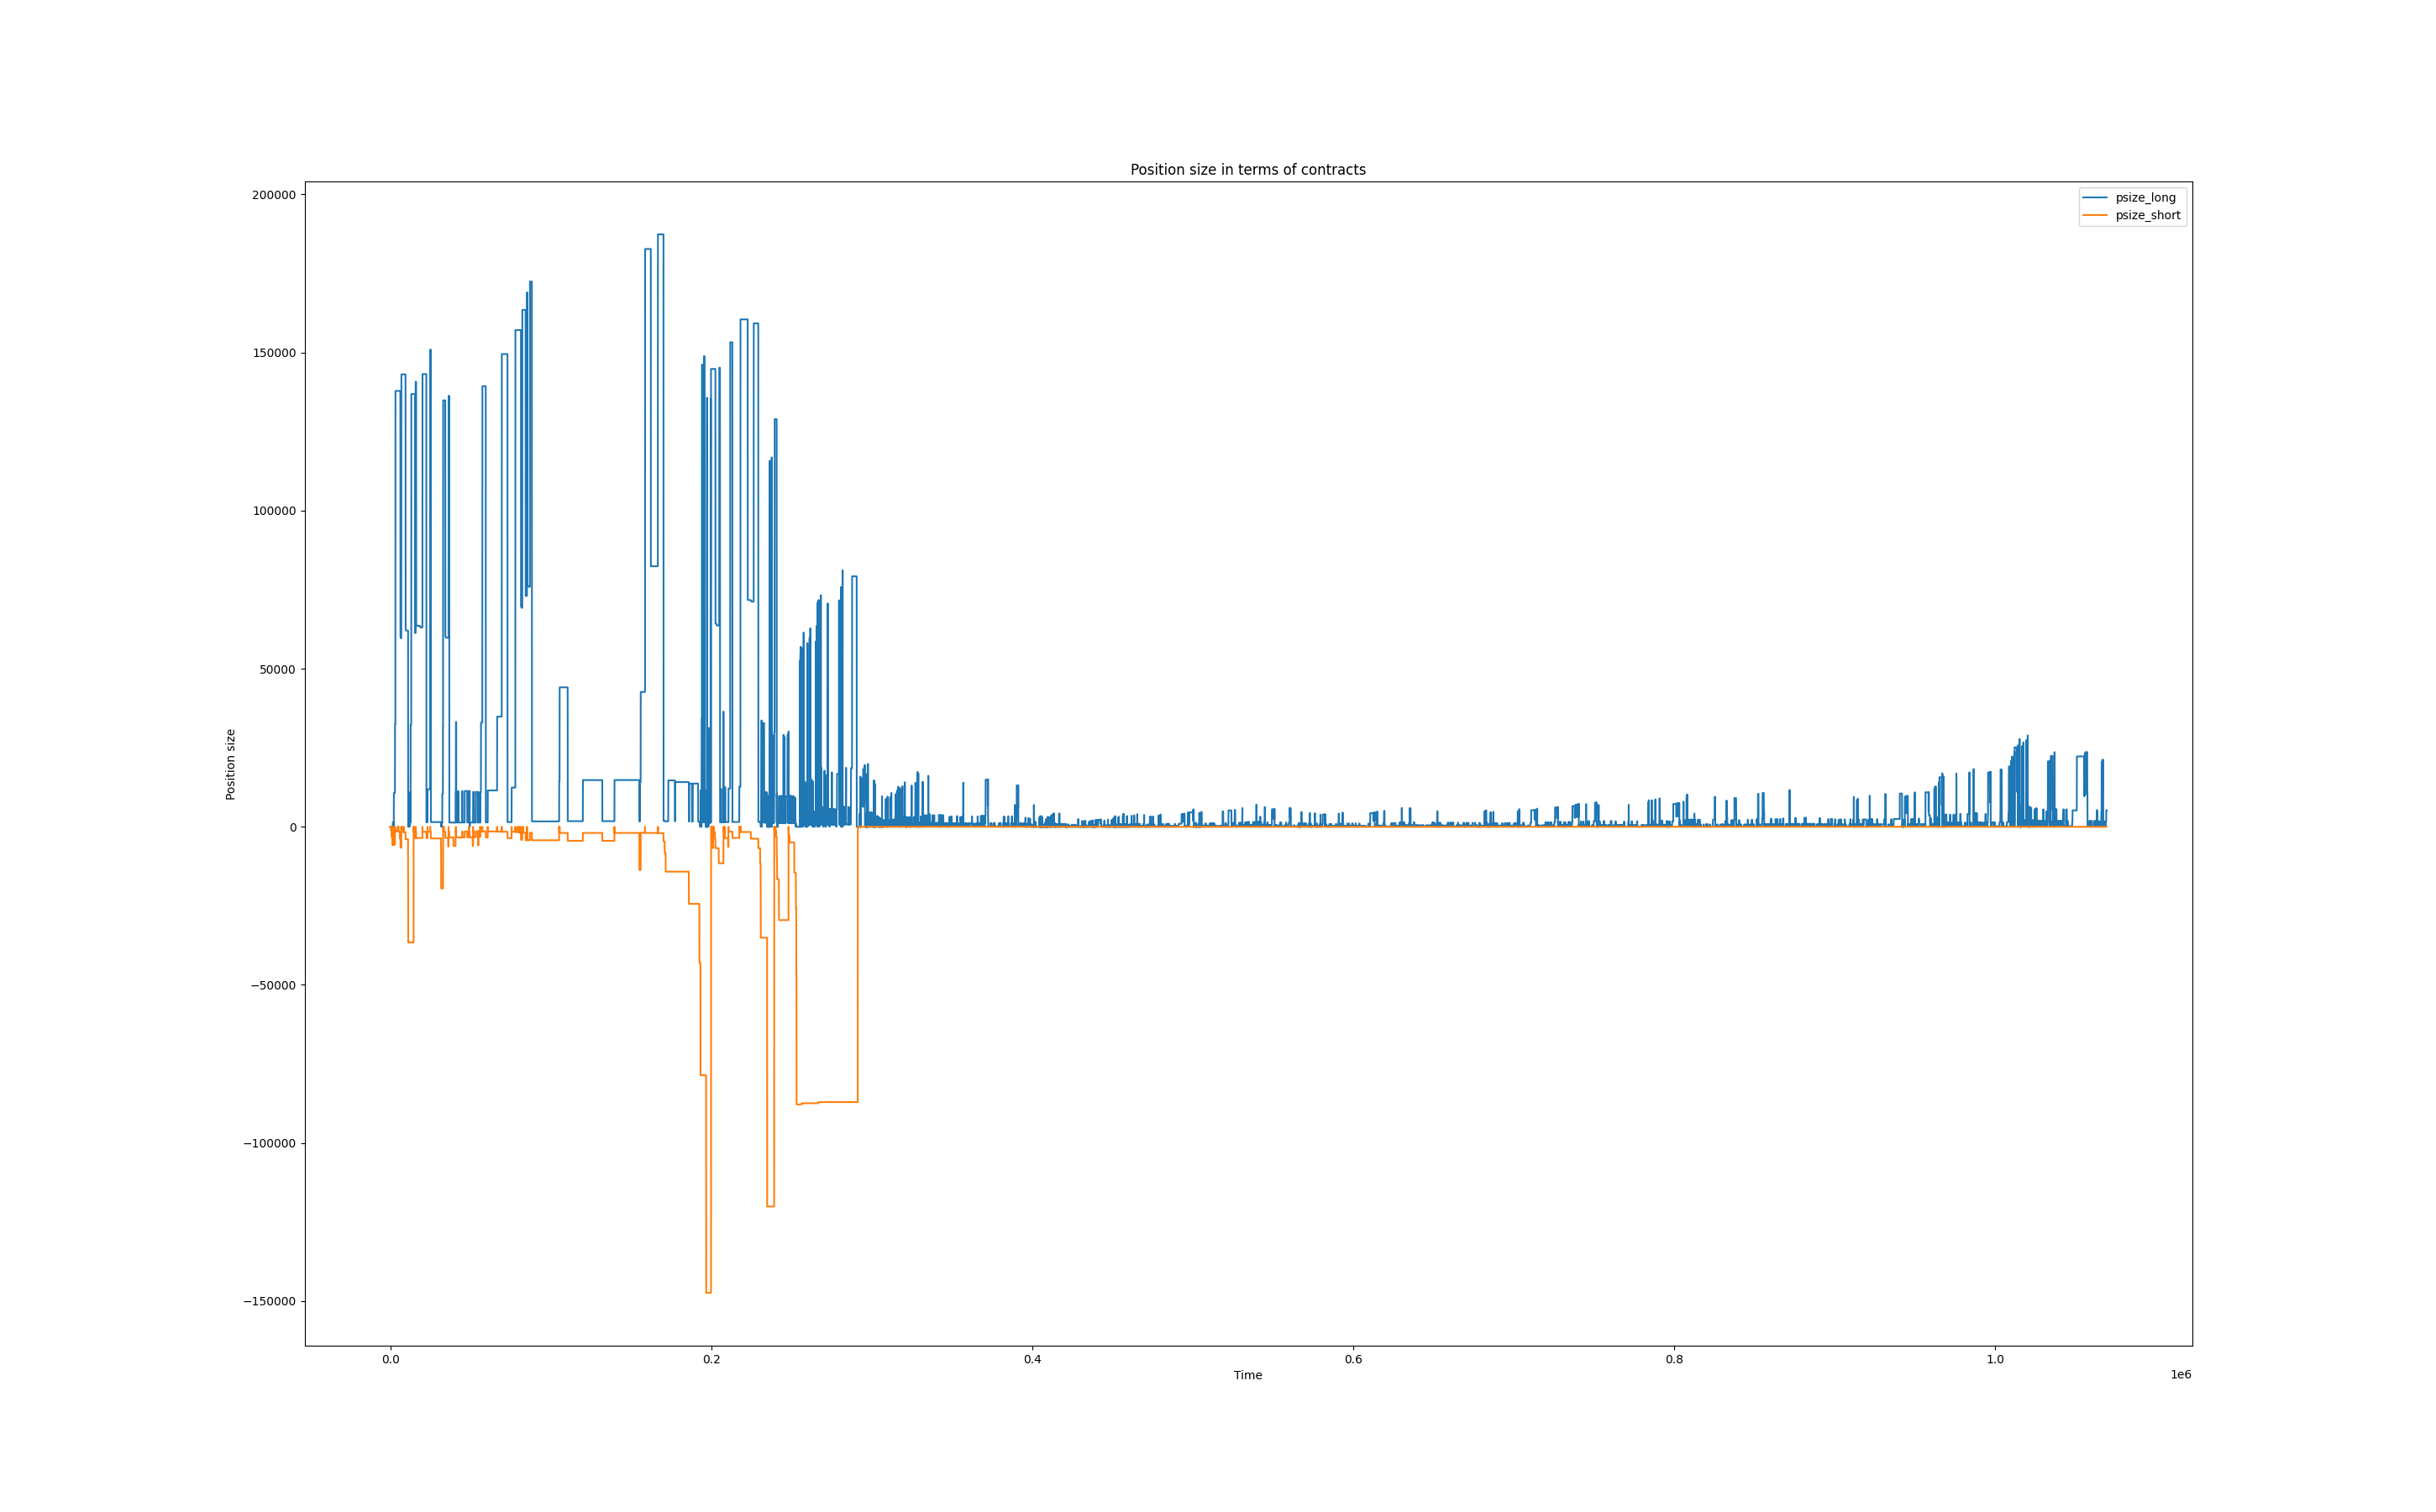 Position size in terms of contracts
psize_long
psize_short
200000
150000
100000
50000
0
−50000
−100000
−150000
Position size
0.0
0.2
0.4
0.6
0.8
1.0
1e6
Time